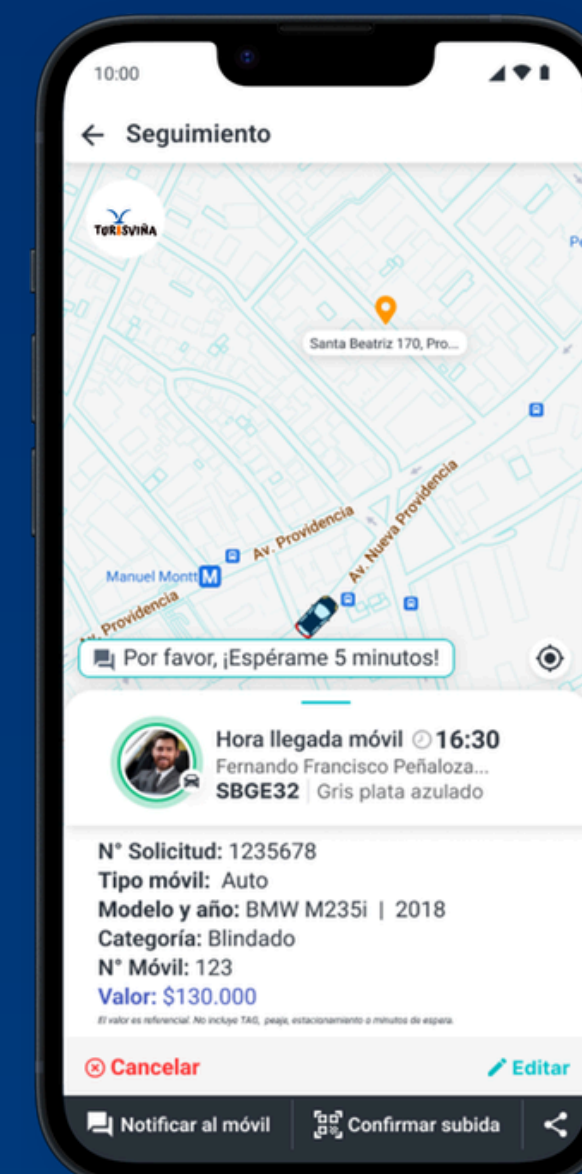 10:00
Seguimiento
TURISVIÑA
Santa Beatriz 170, Pro...
Av. Providencia
Av. Nueva Providencia
Manuel Montt M
Av. Providencia
Por favor, ¡Espérame 5 minutos!
Hora llegada móvil 16:30
Fernando Francisco Peñaloza...
SBGE32 | Gris plata azulado
N° Solicitud: 1235678
Tipo móvil: Auto
Modelo y año: BMW M235i | 2018
Categoría: Blindado
N° Móvil: 123
Valor: $130.000
El valor es referencial. No incluye TAG, peaje, estacionamiento o minutos de espera.
Cancelar
Editar
Notificar al móvil
Confirmar subida